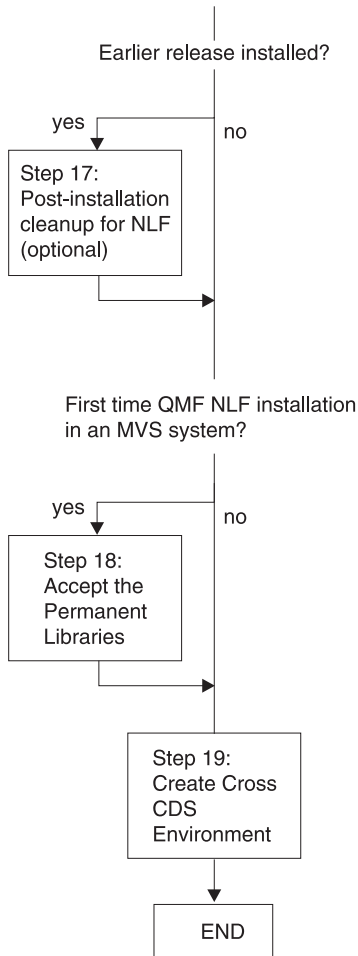 Earlier release installed?
yes
no
Step 17:
Post-installation
cleanup for NLF
(optional)
First time QMF NLF installation
in an MVS system?
yes
no
Step 18:
Accept the
Permanent
Libraries
Step 19:
Create Cross
CDS
Environment
END